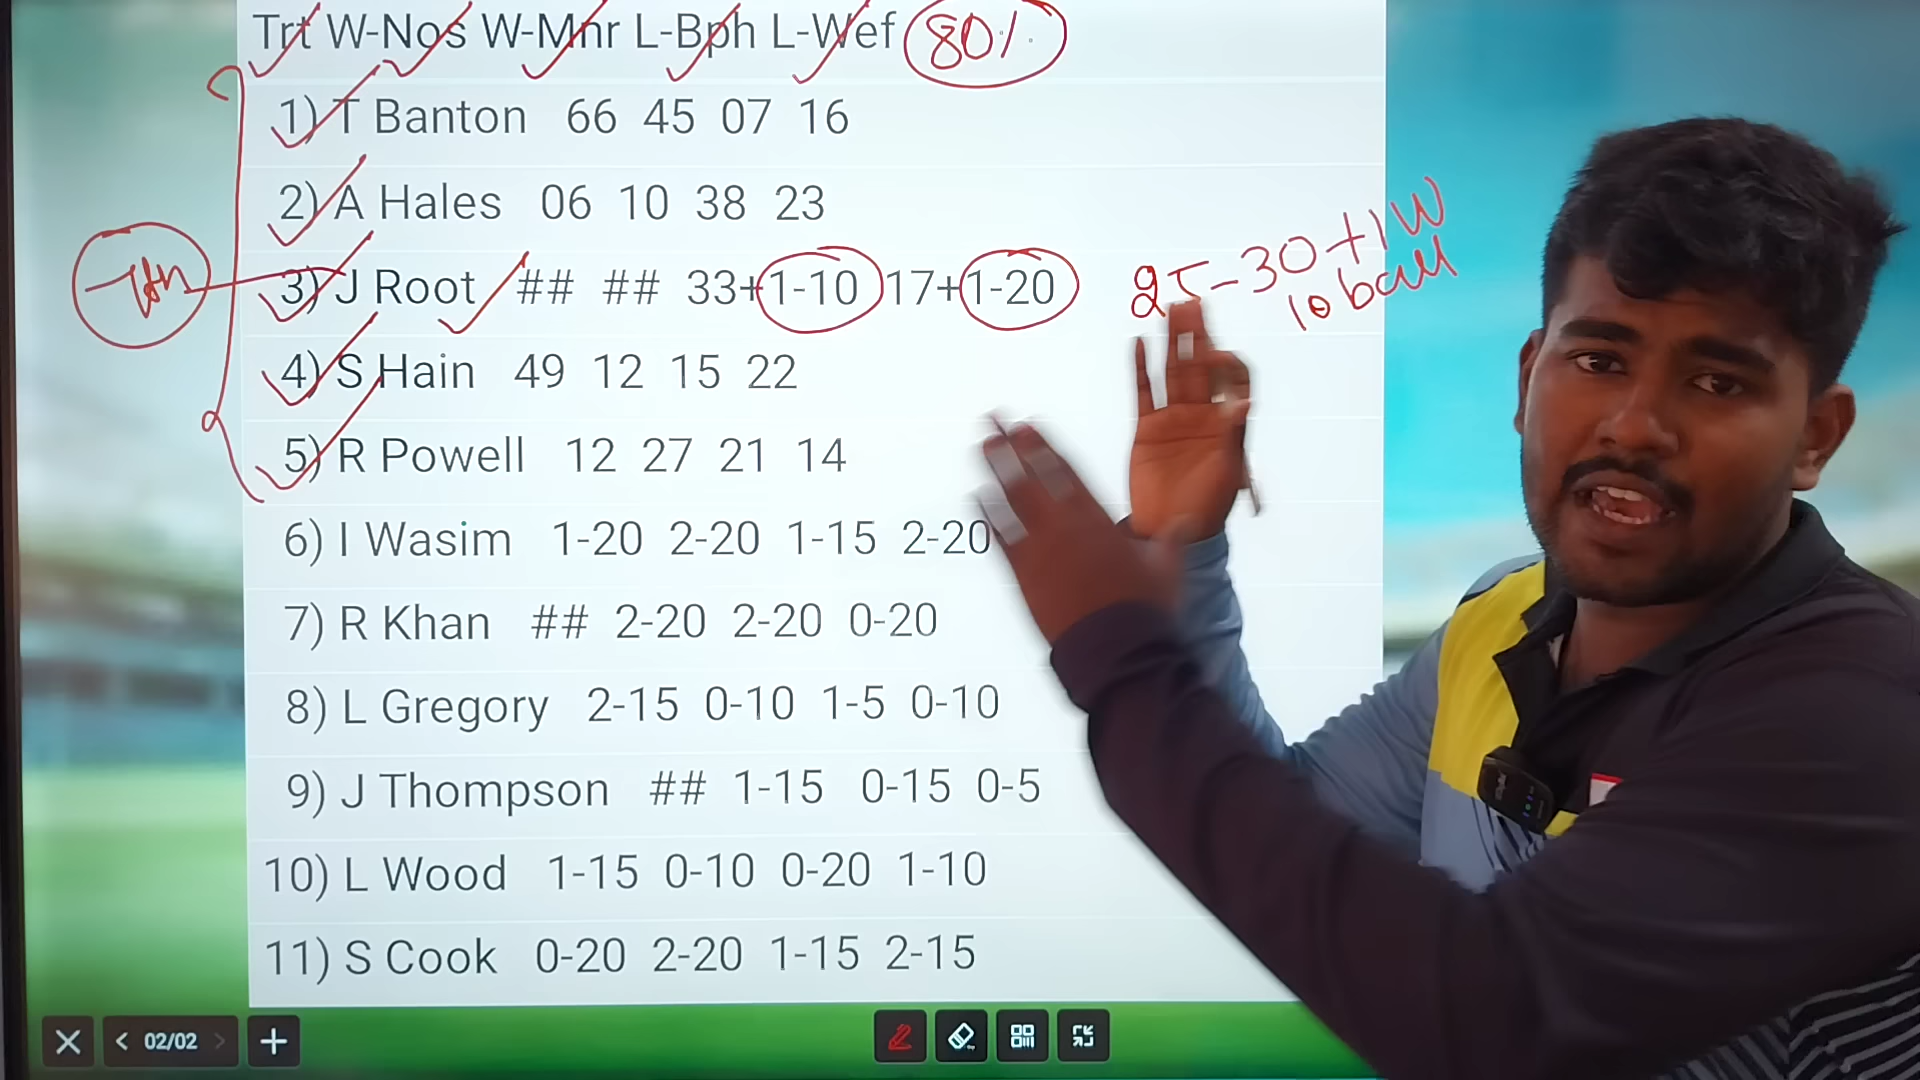 Trt W-Nos W-Mnr L-Bph L-Wef 80%
1) T Banton 66 45 07 16
2) A Hales 06 10 38 23
3) J Root ## ## 33+1-10 17+1-20
25-30+1W
10 ball
4) S Hain 49 12 15 22
5) R Powell 12 27 21 14
6) I Wasim 1-20 2-20 1-15 2-20
7) R Khan ## 2-20 2-20 0-20
8) L Gregory 2-15 0-10 1-5 0-10
9) J Thompson ## 1-15 0-15 0-5
10) L Wood 1-15 0-10 0-20 1-10
11) S Cook 0-20 2-20 1-15 2-15
02/02